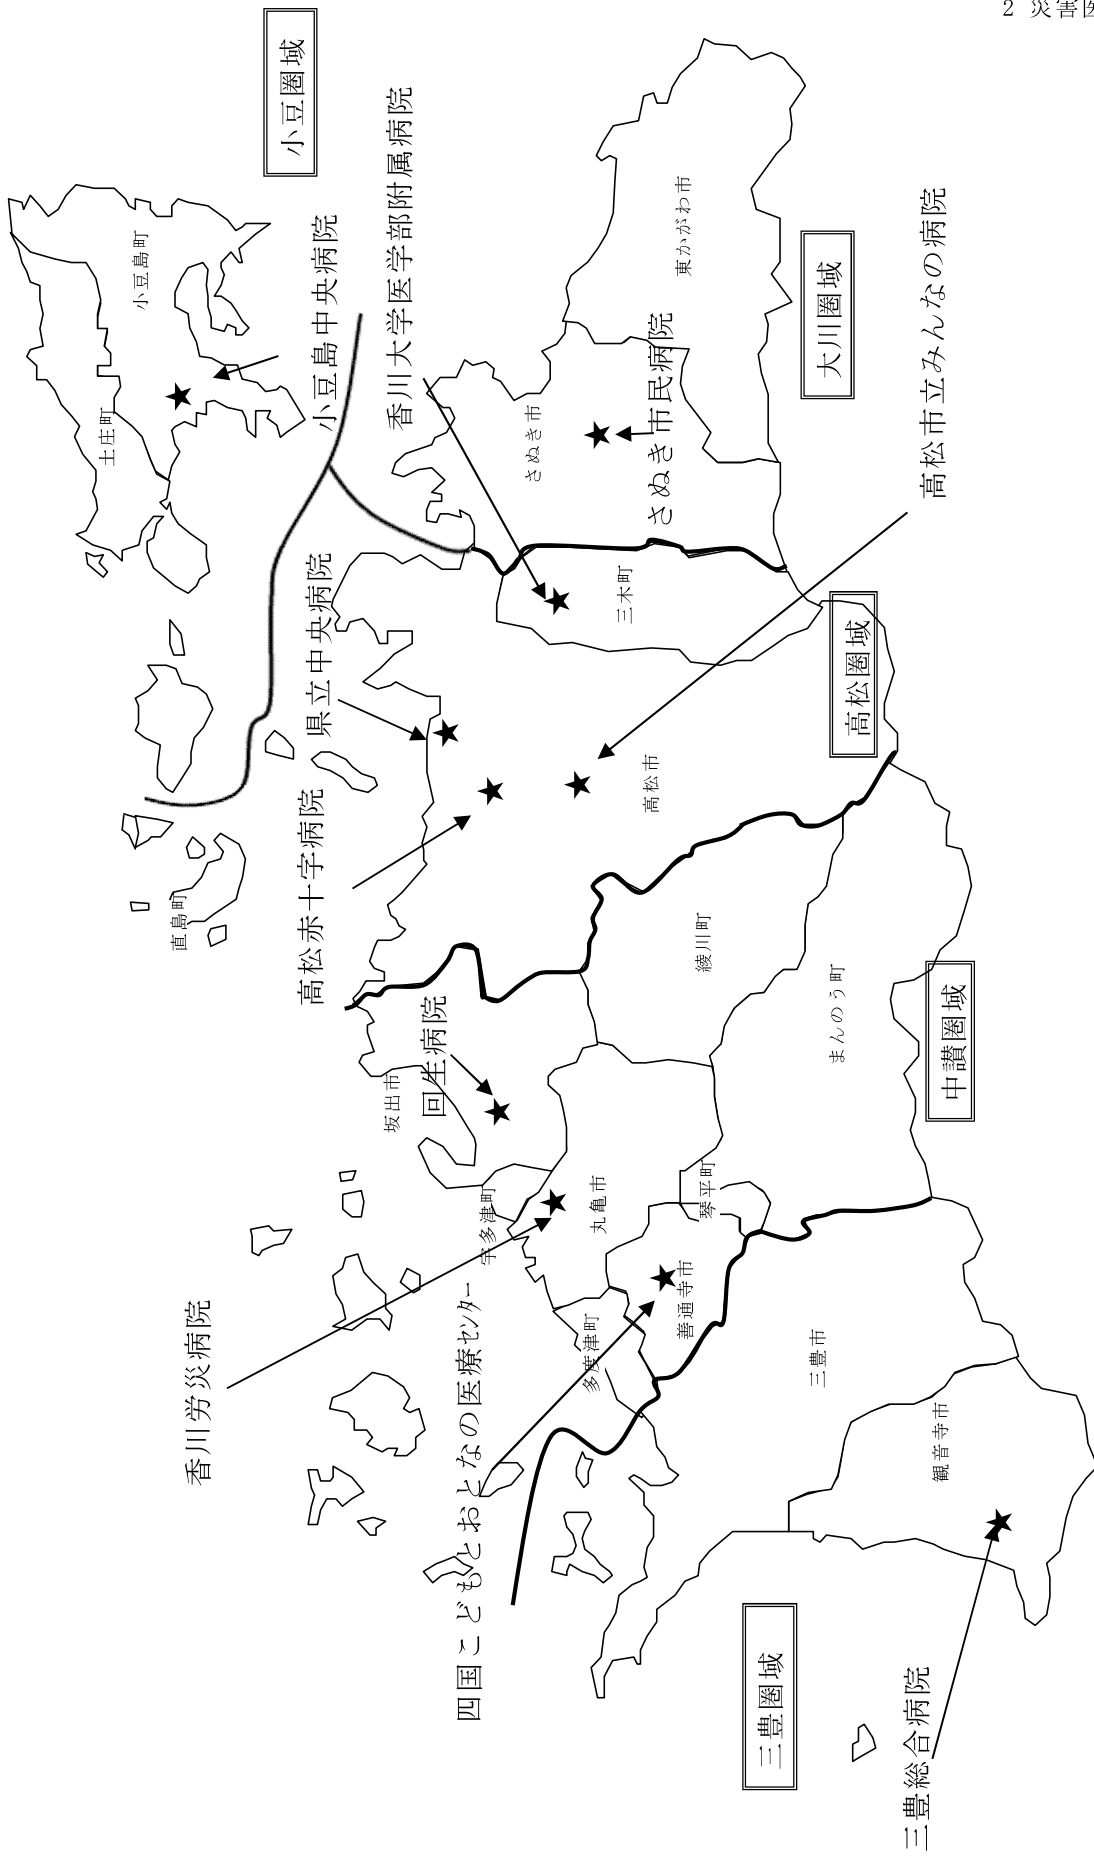 2 災害医
小豆圏域
小豆島町
土庄町
小豆島中央病院
香川大学医学部附属病院
東かがわ市
さぬき市
さぬき市民病院
大川圏域
高松市立みんなの病院
三木町
県立中央病院
高松圏域
高松市
高松赤十字病院
直島町
綾川町
まんのう町
中讃圏域
回生病院
坂出市
宇多津町
丸亀市
琴平町
善通寺市
多度津町
香川労災病院
四国こどもとおとなの医療センター
三豊市
観音寺市
三豊圏域
三豊総合病院